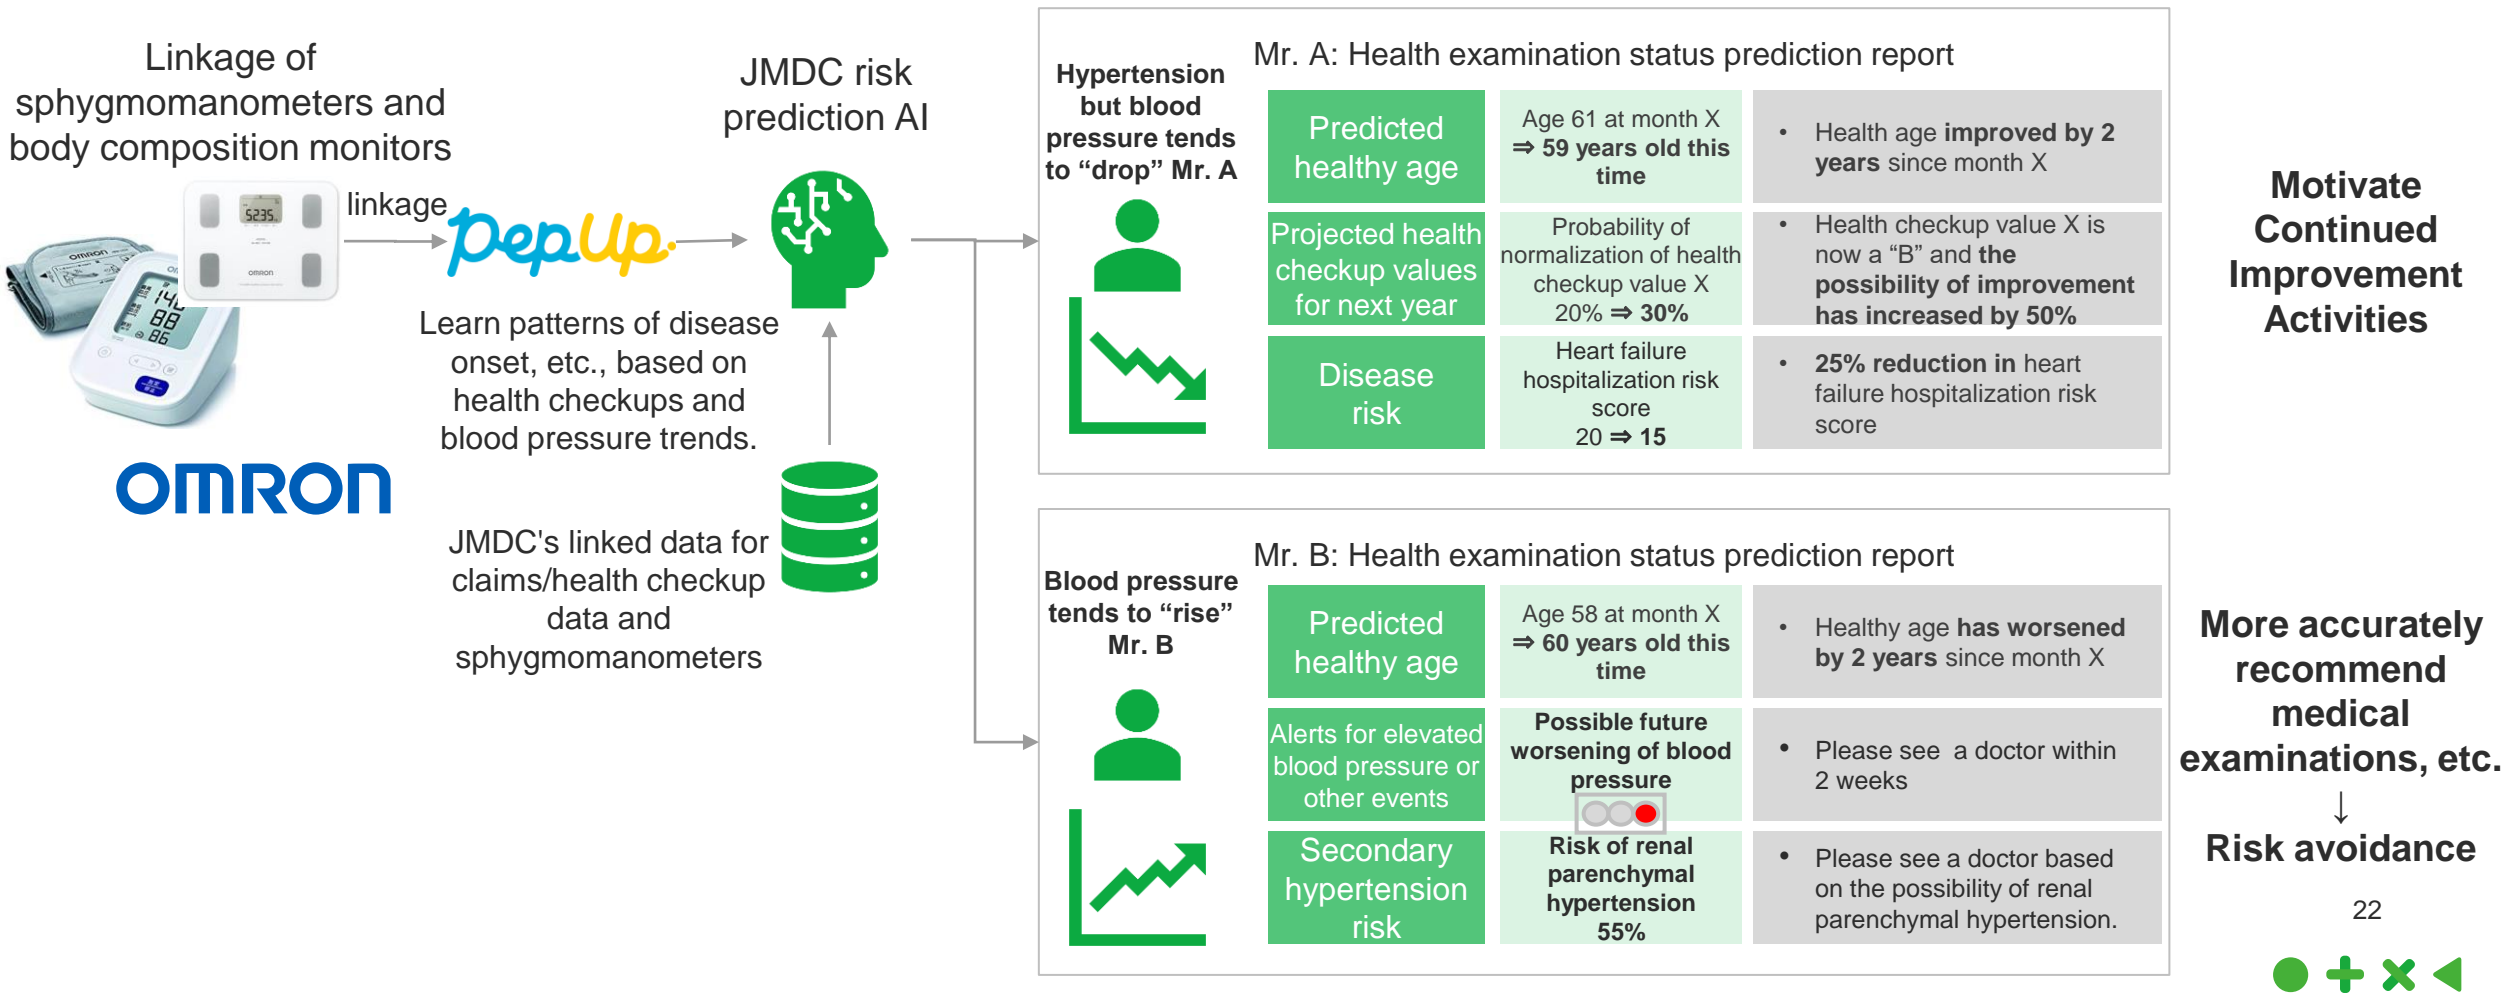 Linkage of
sphygmomanometers and
body composition monitors
linkage
5235
OMRON
OMRON
88
86
OMRON
pepUp.
JMDC risk
prediction AI
Learn patterns of disease
onset, etc., based on
health checkups and
blood pressure trends.
JMDC's linked data for
claims/health checkup
data and
sphygmomanometers
Mr. A: Health examination status prediction report
Hypertension
but blood
pressure tends
to “drop” Mr. A
Predicted
healthy age
Age 61 at month X
⇒ 59 years old this
time
• Health age improved by 2
years since month X
Projected health
checkup values
for next year
Probability of
normalization of health
checkup value X
20% ⇒ 30%
• Health checkup value X is
now a “B” and the
possibility of improvement
has increased by 50%
Disease
risk
Heart failure
hospitalization risk
score
20 ⇒ 15
• 25% reduction in heart
failure hospitalization risk
score
Motivate
Continued
Improvement
Activities
Mr. B: Health examination status prediction report
Blood pressure
tends to “rise”
Mr. B
Predicted
healthy age
Age 58 at month X
⇒ 60 years old this
time
• Healthy age has worsened
by 2 years since month X
Alerts for elevated
blood pressure or
other events
Possible future
worsening of blood
pressure
• Please see a doctor within
2 weeks
Secondary
hypertension
risk
Risk of renal
parenchymal
hypertension
55%
• Please see a doctor based
on the possibility of renal
parenchymal hypertension.
More accurately
recommend
medical
examinations, etc.
↓
Risk avoidance
22